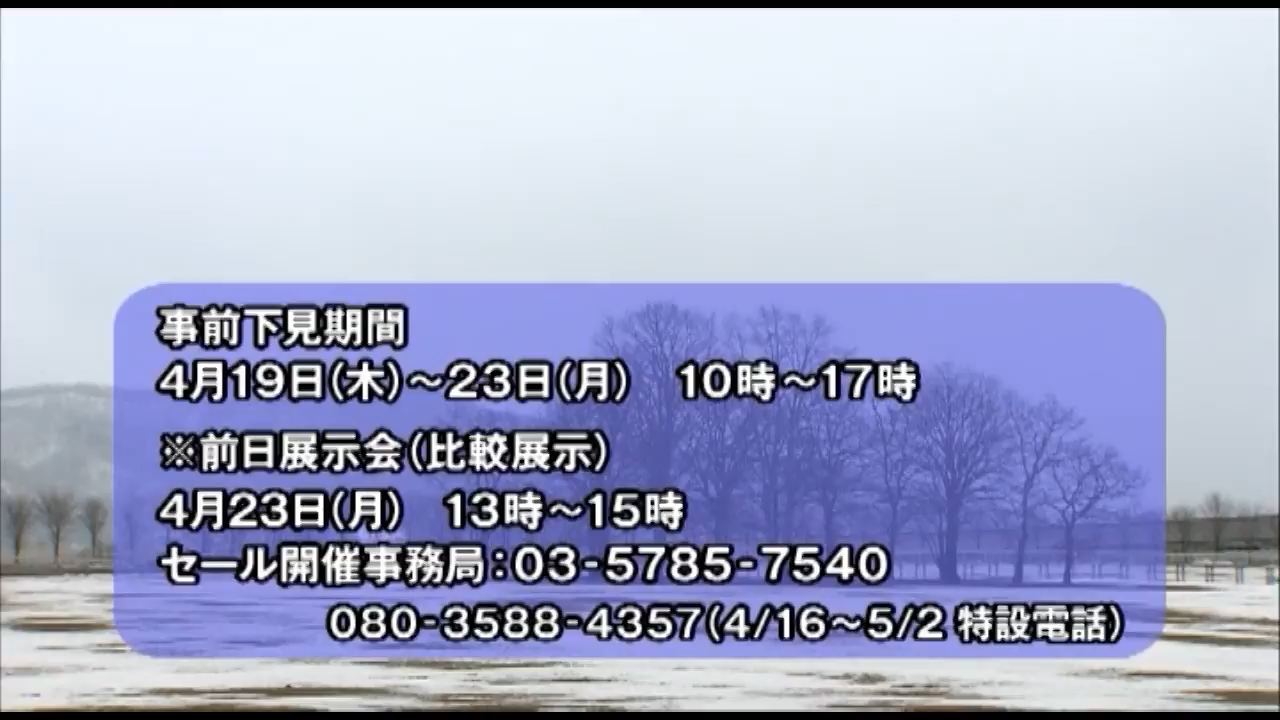 事前下見期間
4月19日(木)～23日(月)　10時～17時
※前日展示会(比較展示)
4月23日(月)　13時～15時
セール開催事務局：03-5785-7540
080-3588-4357(4/16～5/2 特設電話)